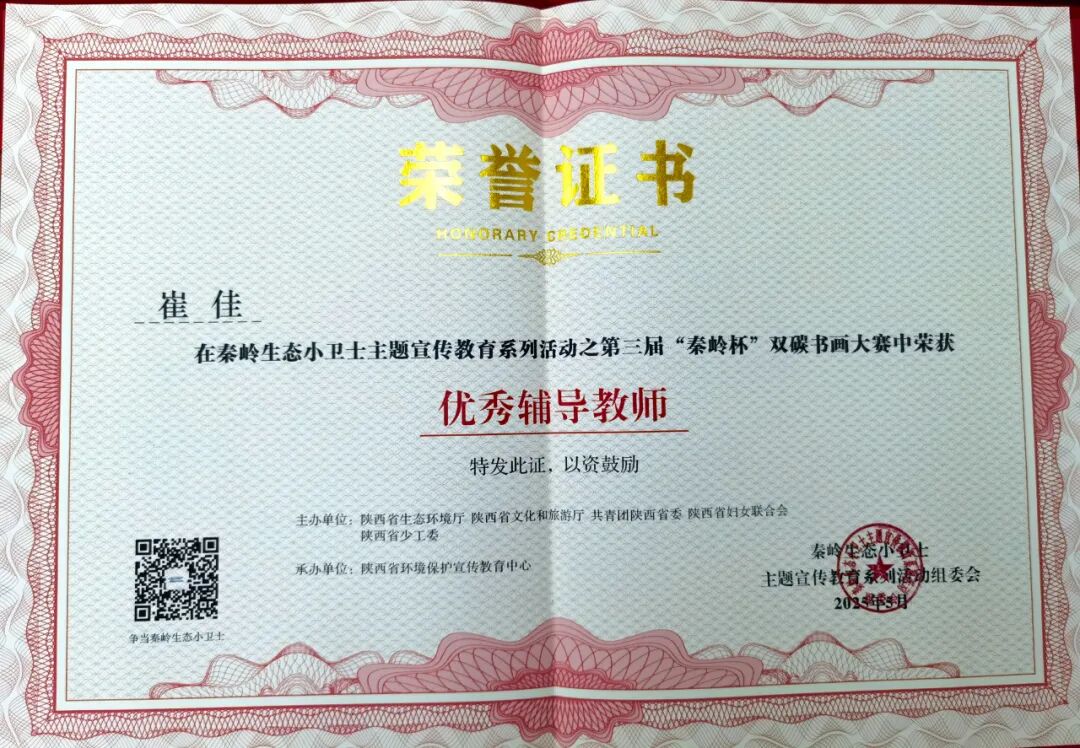 荣誉证书
HONORARY CREDENTIAL
崔 佳
在秦岭生态小卫士主题宣传教育系列活动之第三届“秦岭杯”双碳书画大赛中荣获
优秀辅导教师
特发此证，以资鼓励
主办单位：陕西省生态环境厅 陕西省文化和旅游厅 共青团陕西省委 陕西省妇女联合会
陕西省少工委
承办单位：陕西省环境保护宣传教育中心
争当秦岭生态小卫士
秦岭生态小卫士
主题宣传教育系列活动组委会
2025年5月